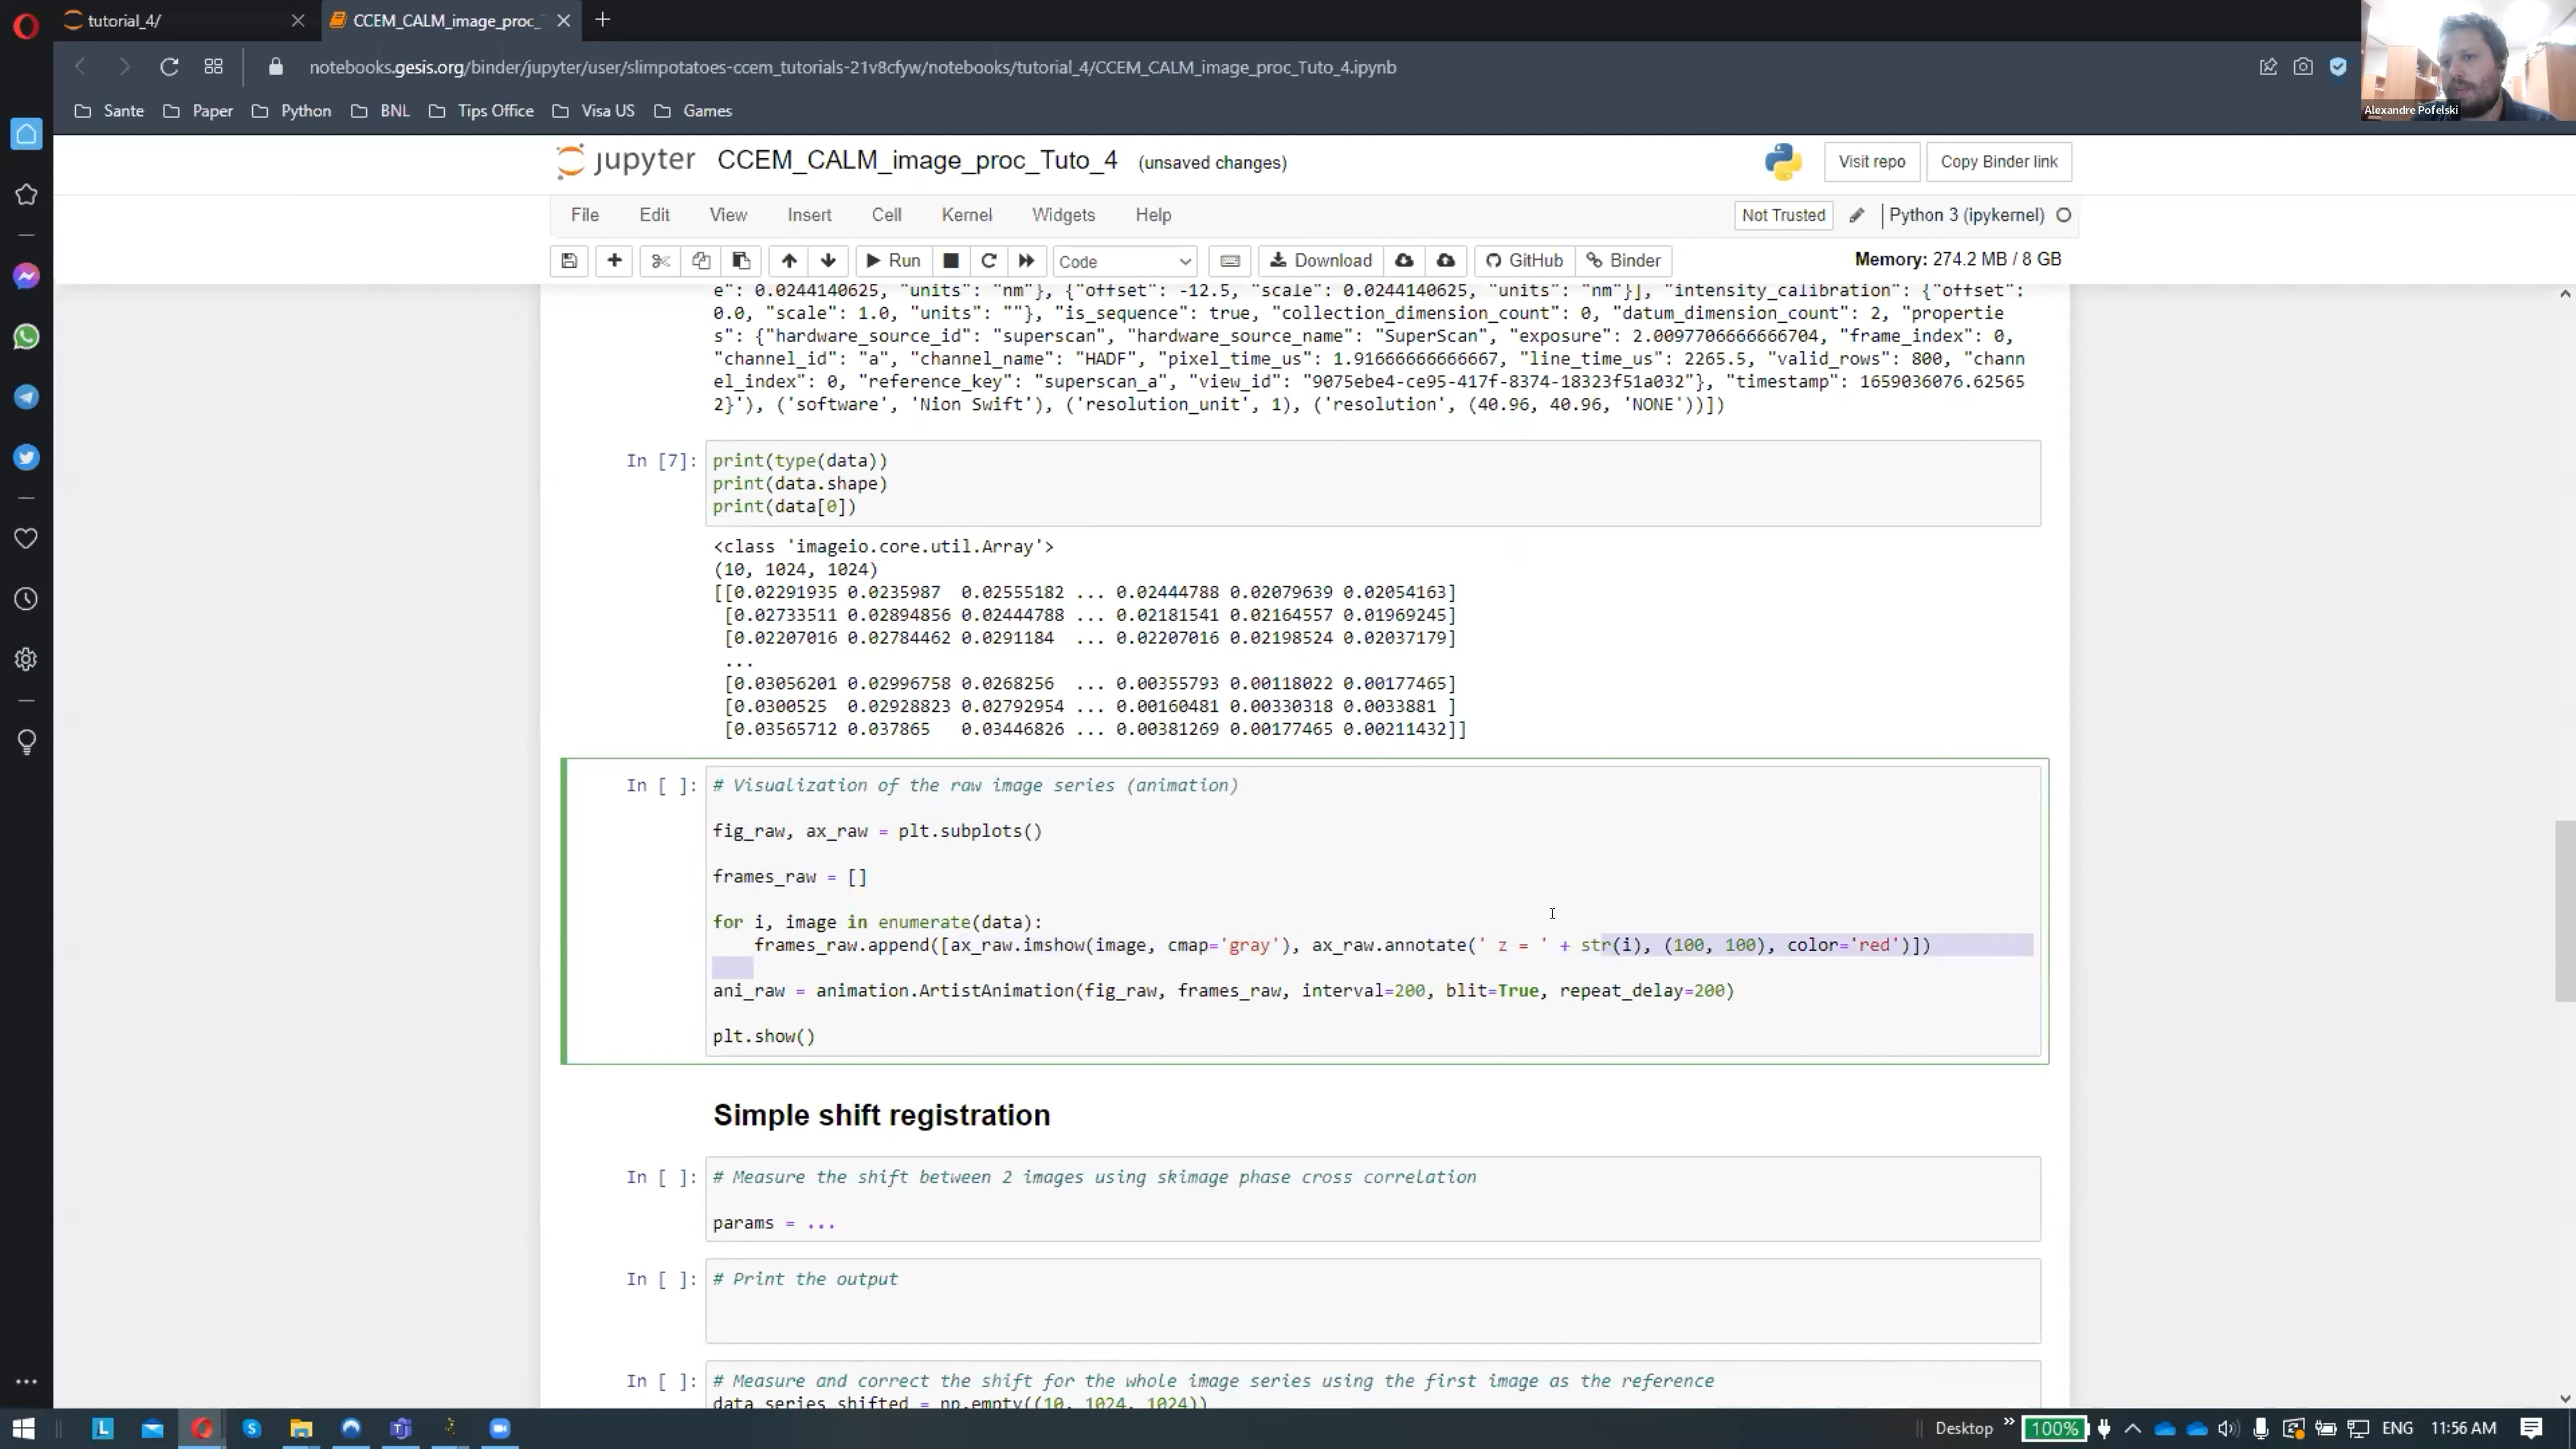 tutorial_4/
CCEM_CALM_image_proc_
notebooks.gesis.org/binder/jupyter/user/slimpotatoes-ccem_tutorials-21v8cfyw/notebooks/tutorial_4/CCEM_CALM_image_proc_Tuto_4.ipynb
Alexandre Pofelski
Sante Paper Python BNL Tips Office Visa US Games
jupyter CCEM_CALM_image_proc_Tuto_4 (unsaved changes) Visit repo Copy Binder link
File Edit View Insert Cell Kernel Widgets Help Not Trusted Python 3 (ipykernel)
Run Code Download GitHub Binder Memory: 274.2 MB / 8 GB
e": 0.0244140625, "units": "nm"}, {"offset": -12.5, "scale": 0.0244140625, "units": "nm"}], "intensity_calibration": {"offset":
0.0, "scale": 1.0, "units": ""}, "is_sequence": true, "collection_dimension_count": 0, "datum_dimension_count": 2, "propertie
s": {"hardware_source_id": "superscan", "hardware_source_name": "SuperScan", "exposure": 2.0097706666666704, "frame_index": 0,
"channel_id": "a", "channel_name": "HADF", "pixel_time_us": 1.91666666666667, "line_time_us": 2265.5, "valid_rows": 800, "chann
el_index": 0, "reference_key": "superscan_a", "view_id": "9075ebe4-ce95-417f-8374-18323f51a032"}, "timestamp": 1659036076.62565
2}'), ('software', 'Nion Swift'), ('resolution_unit', 1), ('resolution', (40.96, 40.96, 'NONE'))])
In [7]: print(type(data))
print(data.shape)
print(data[0])
<class 'imageio.core.util.Array'>
(10, 1024, 1024)
[[0.02291935 0.0235987  0.02555182 ... 0.02444788 0.02079639 0.02054163]
[0.02733511 0.02894856 0.02444788 ... 0.02181541 0.02164557 0.01969245]
[0.02207016 0.02784462 0.0291184  ... 0.02207016 0.02198524 0.02037179]
...
[0.03056201 0.02996758 0.0268256  ... 0.00355793 0.00118022 0.00177465]
[0.0300525  0.02928823 0.02792954 ... 0.00160481 0.00330318 0.0033881 ]
[0.03565712 0.037865   0.03446826 ... 0.00381269 0.00177465 0.00211432]]
In [ ]: # Visualization of the raw image series (animation)
fig_raw, ax_raw = plt.subplots()
frames_raw = []
for i, image in enumerate(data):
frames_raw.append([ax_raw.imshow(image, cmap='gray'), ax_raw.annotate(' z = ' + str(i), (100, 100), color='red')])
ani_raw = animation.ArtistAnimation(fig_raw, frames_raw, interval=200, blit=True, repeat_delay=200)
plt.show()
Simple shift registration
In [ ]: # Measure the shift between 2 images using skimage phase cross correlation
params = ...
In [ ]: # Print the output
In [ ]: # Measure and correct the shift for the whole image series using the first image as the reference
data_series_shifted = np.empty((10, 1024, 1024))
Desktop 100% ENG 11:56 AM